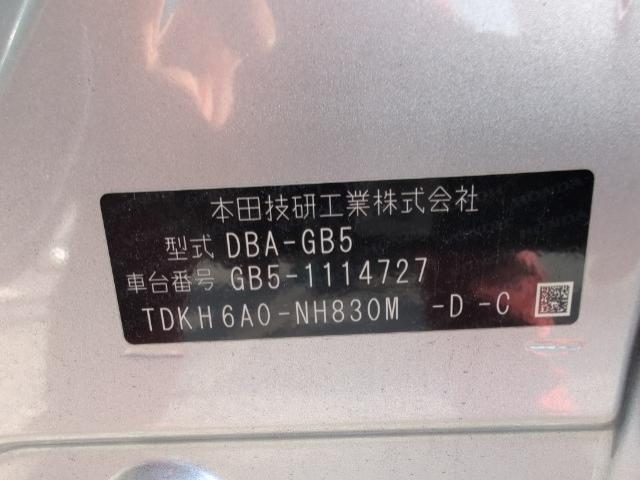 本田技研工業株式会社
型式 DBA-GB5
車台番号 GB5-1114727
TDKH6A0-NH830M -D -C